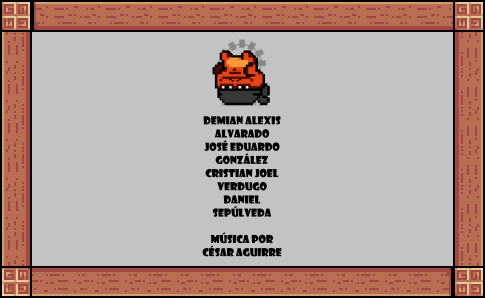 DEMIAN ALEXIS
ALVARADO
JOSÉ EDUARDO
GONZÁLEZ
CRISTIAN JOEL
VERDUGO
DANIEL
SEPÚLVEDA
MÚSICA POR
CÉSAR AGUIRRE